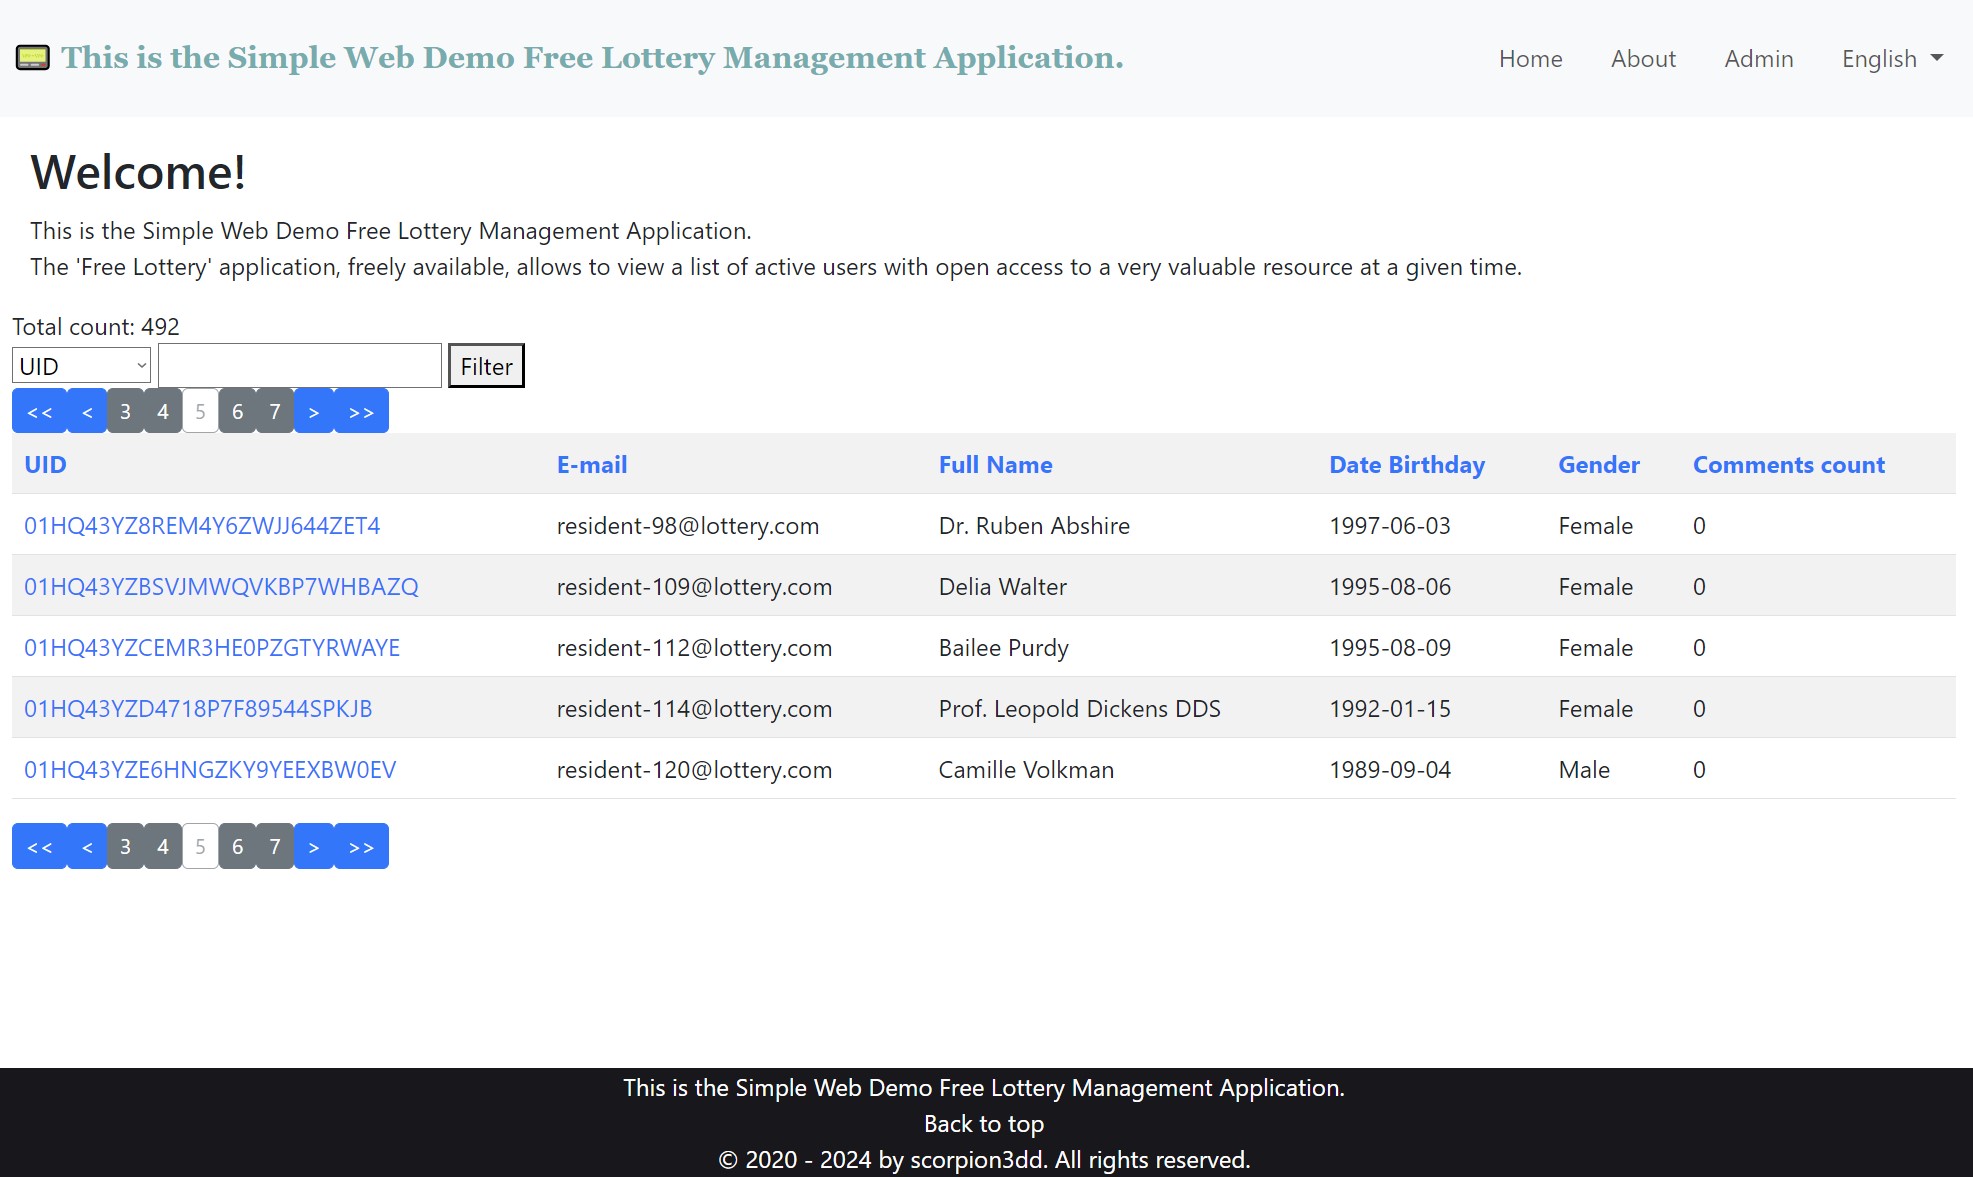 This is the Simple Web Demo Free Lottery Management Application.
Home About Admin English
Welcome!
This is the Simple Web Demo Free Lottery Management Application.
The 'Free Lottery' application, freely available, allows to view a list of active users with open access to a very valuable resource at a given time.
Total count: 492
UID Filter
<< < 3 4 5 6 7 > >>
UID E-mail Full Name Date Birthday Gender Comments count
01HQ43YZ8REM4Y6ZWJJ644ZET4 resident-98@lottery.com Dr. Ruben Abshire 1997-06-03 Female 0
01HQ43YZBSVJMWQVKBP7WHBAZQ resident-109@lottery.com Delia Walter 1995-08-06 Female 0
01HQ43YZCEMR3HE0PZGTYRWAYE resident-112@lottery.com Bailee Purdy 1995-08-09 Female 0
01HQ43YZD4718P7F89544SPKJB resident-114@lottery.com Prof. Leopold Dickens DDS 1992-01-15 Female 0
01HQ43YZE6HNGZKY9YEEXBW0EV resident-120@lottery.com Camille Volkman 1989-09-04 Male 0
<< < 3 4 5 6 7 > >>
This is the Simple Web Demo Free Lottery Management Application.
Back to top
© 2020 - 2024 by scorpion3dd. All rights reserved.